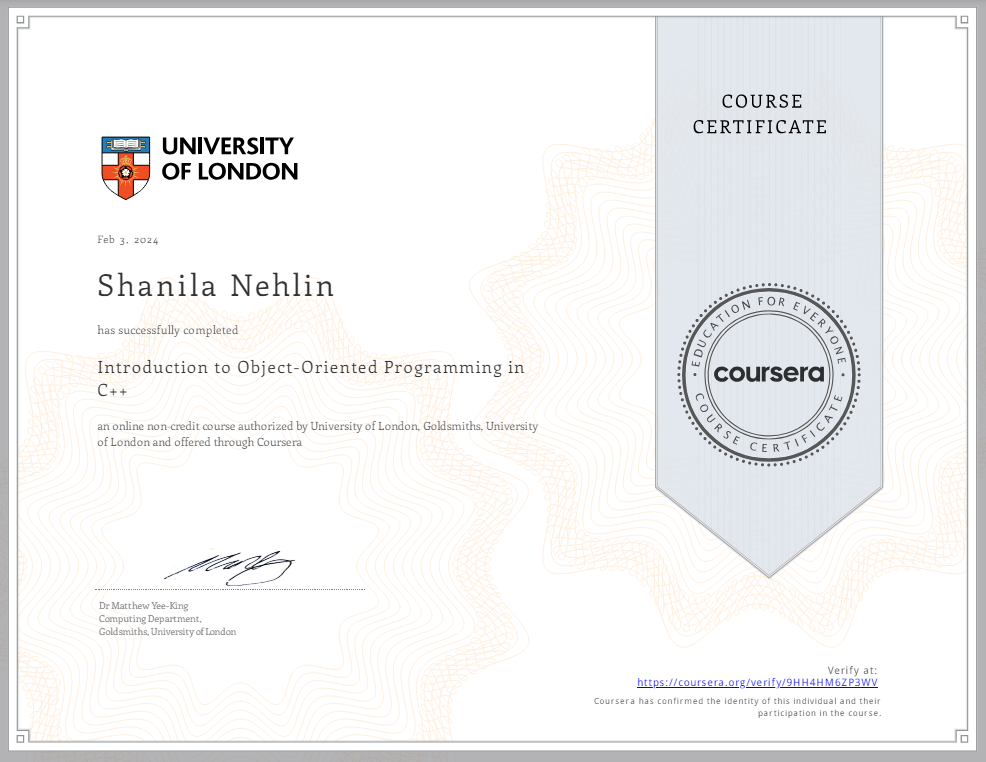 COURSE
CERTIFICATE
UNIVERSITY
OF LONDON
Feb 3, 2024
Shanila Nehlin
has successfully completed
Introduction to Object-Oriented Programming in
C++
an online non-credit course authorized by University of London, Goldsmiths, University
of London and offered through Coursera
EDUCATION FOR EVERYONE
coursera
COURSE CERTIFICATE
Dr Matthew Yee-King
Computing Department,
Goldsmiths, University of London
Verify at:
https://coursera.org/verify/9HH4HM6ZP3WV
Coursera has confirmed the identity of this individual and their
participation in the course.